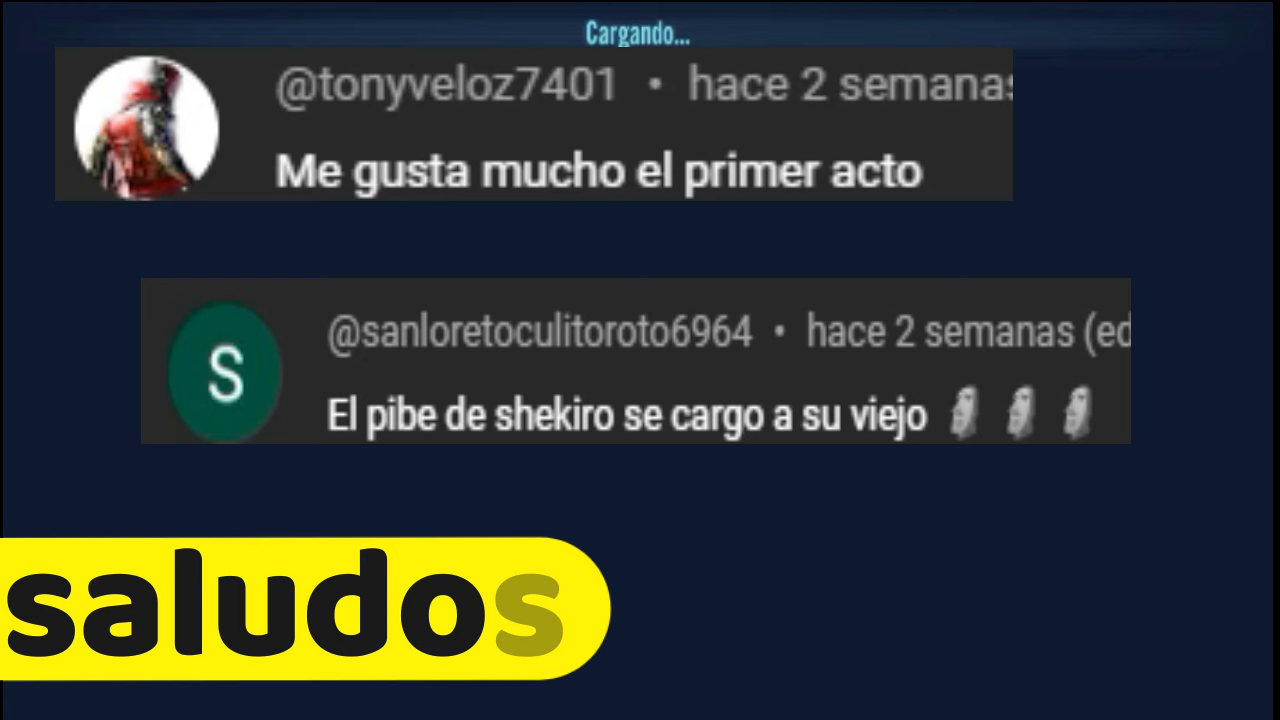 Cargando...
@tonyveloz7401 • hace 2 semanas
Me gusta mucho el primer acto
S
@sanloretoculitoroto6964 • hace 2 semanas (ed
El pibe de shekiro se cargo a su viejo 🗿 🗿 🗿
saludos